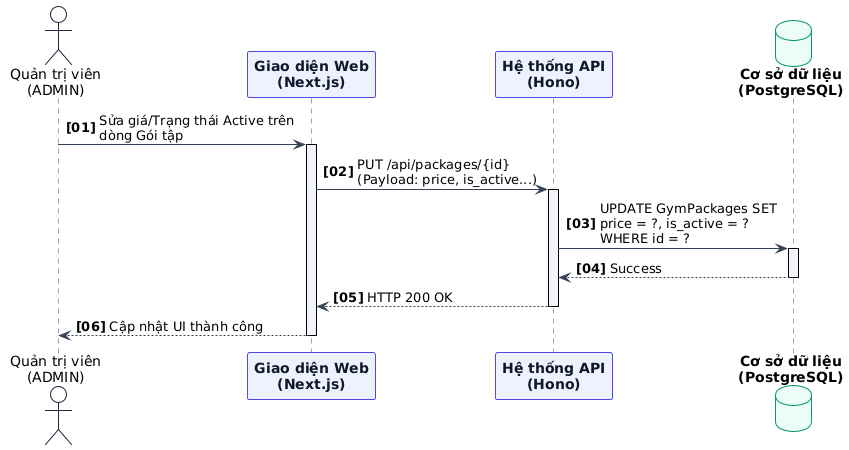 Quản trị viên
(ADMIN)
Giao diện Web
(Next.js)
Hệ thống API
(Hono)
Cơ sở dữ liệu
(PostgreSQL)
[01] Sửa giá/Trạng thái Active trên
dòng Gói tập
[02] PUT /api/packages/{id}
(Payload: price, is_active...)
[03] UPDATE GymPackages SET
price = ?, is_active = ?
WHERE id = ?
[04] Success
[05] HTTP 200 OK
[06] Cập nhật UI thành công
Quản trị viên
(ADMIN)
Giao diện Web
(Next.js)
Hệ thống API
(Hono)
Cơ sở dữ liệu
(PostgreSQL)